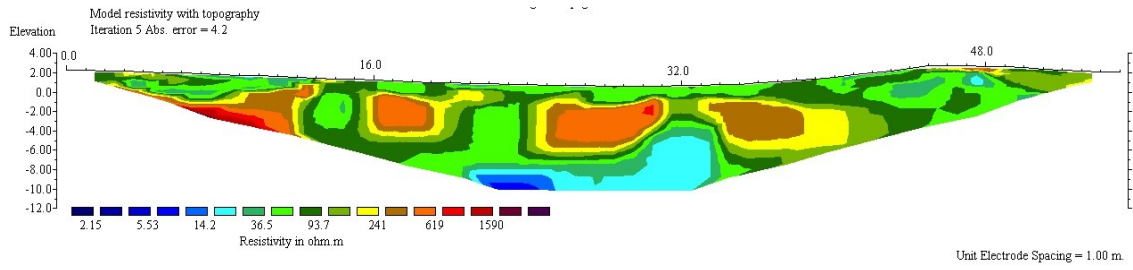 Model resistivity with topography
Iteration 5 Abs. error = 4.2
Elevation
0.0
16.0
32.0
48.0
4.00
2.00
0.0
-2.00
-4.00
-6.00
-8.00
-10.0
-12.0
2.15 5.53 14.2 36.5 93.7 241 619 1590
Resistivity in ohm.m
Unit Electrode Spacing = 1.00 m.